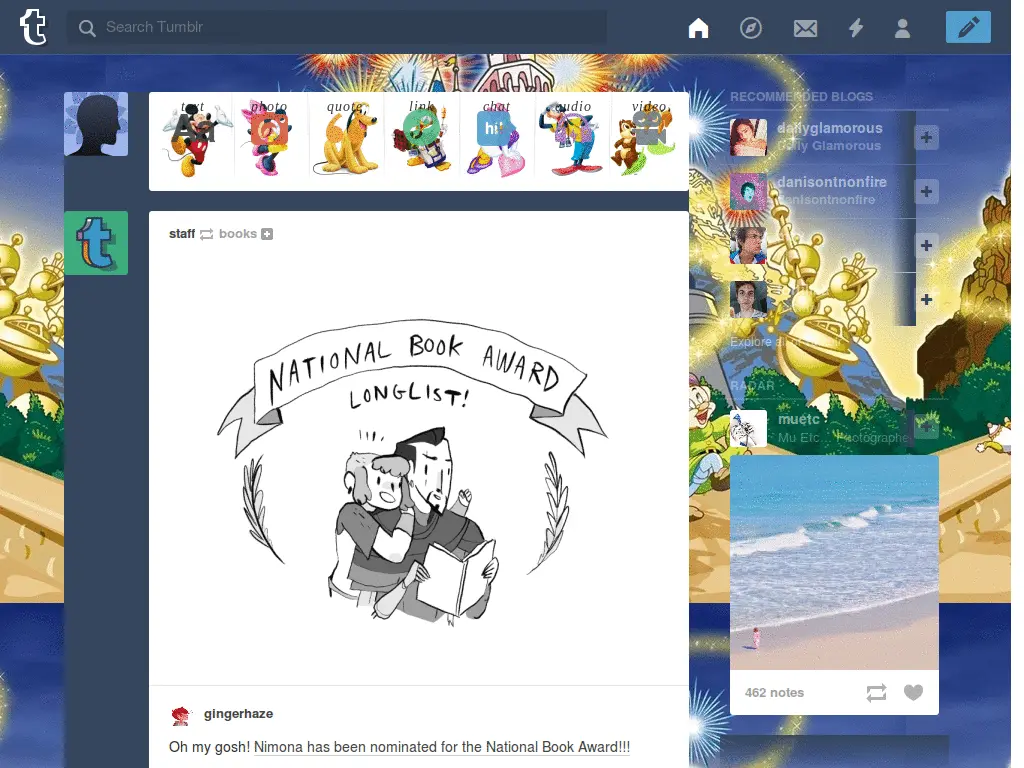 t
Search Tumblr
text photo quote link chat audio video
Aa
hi!
t
staff books
NATIONAL BOOK AWARD
LONGLIST!
gingerhaze
Oh my gosh! Nimona has been nominated for the National Book Award!!!
RECOMMENDED BLOGS
dailyglamorous
Daily Glamorous
danisontnonfire
danisontnonfire
Explore all of
RADAR
muetc
Mu Etc... Photographe
462 notes